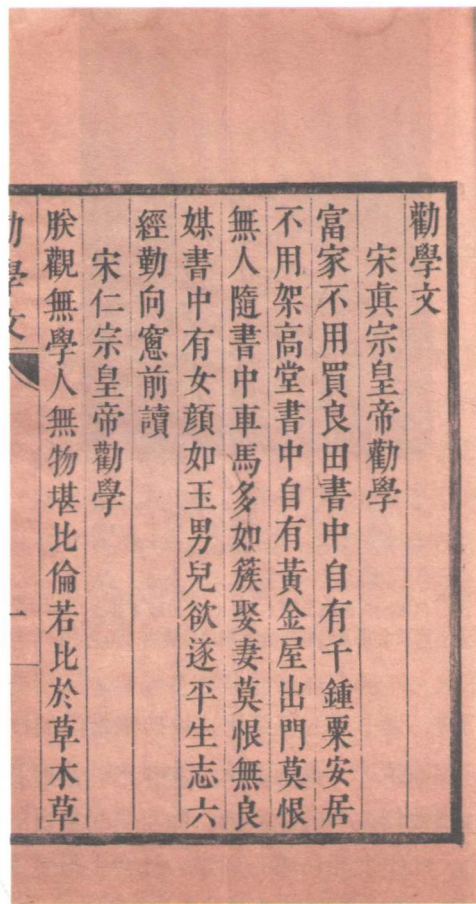 勸學文
宋真宗皇帝勸學
富家不用買良田書中自有千鍾粟安居
不用架高堂書中自有黃金屋出門莫恨
無人隨書中車馬多如簇娶妻莫恨無良
媒書中有女顏如玉男兒欲遂平生志六
經勤向窻前讀
宋仁宗皇帝勸學
朕觀無學人無物堪比倫若比於草木草
勸學文
一